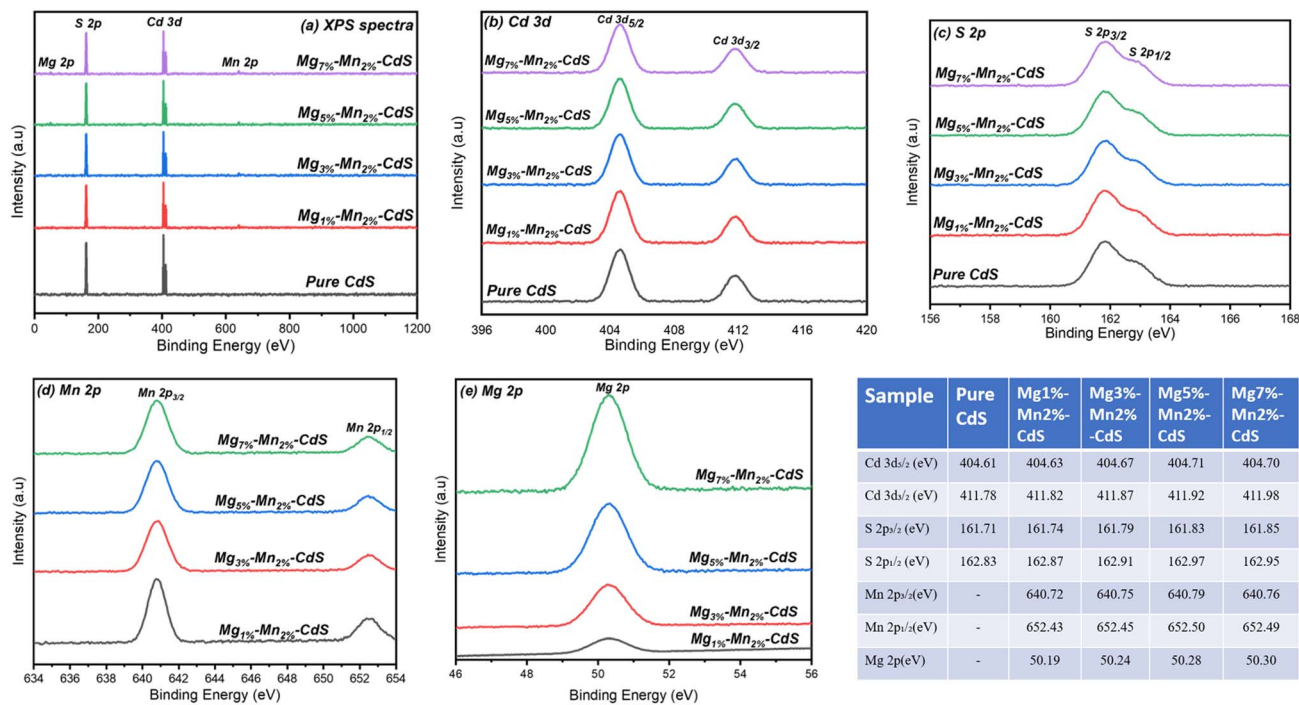 (a) XPS spectra
Mg 2p
S 2p
Cd 3d
Mn 2p
Mg7%-Mn2%-CdS
Mg5%-Mn2%-CdS
Mg3%-Mn2%-CdS
Mg1%-Mn2%-CdS
Pure CdS
Intensity (a.u)
0 200 400 600 800 1000 1200
Binding Energy (eV)
(b) Cd 3d
Cd 3d5/2
Cd 3d3/2
Mg7%-Mn2%-CdS
Mg5%-Mn2%-CdS
Mg3%-Mn2%-CdS
Mg1%-Mn2%-CdS
Pure CdS
Intensity (a.u)
396 400 404 408 412 416 420
Binding Energy (eV)
(c) S 2p
S 2p3/2
S 2p1/2
Mg7%-Mn2%-CdS
Mg5%-Mn2%-CdS
Mg3%-Mn2%-CdS
Mg1%-Mn2%-CdS
Pure CdS
Intensity (a.u)
156 158 160 162 164 166 168
Binding Energy (eV)
(d) Mn 2p
Mn 2p3/2
Mn 2p1/2
Mg7%-Mn2%-CdS
Mg5%-Mn2%-CdS
Mg3%-Mn2%-CdS
Mg1%-Mn2%-CdS
Intensity (a.u)
634 636 638 640 642 644 646 648 650 652 654
Binding Energy (eV)
(e) Mg 2p
Mg 2p
Mg7%-Mn2%-CdS
Mg5%-Mn2%-CdS
Mg3%-Mn2%-CdS
Mg1%-Mn2%-CdS
Intensity (a.u)
46 48 50 52 54 56
Binding Energy (eV)
Sample Pure Mg1%- Mg3%- Mg5%- Mg7%-
CdS Mn2%- Mn2% Mn2%- Mn2%-
CdS -CdS CdS CdS
Cd 3d5/2 (eV) 404.61 404.63 404.67 404.71 404.70
Cd 3d3/2 (eV) 411.78 411.82 411.87 411.92 411.98
S 2p3/2 (eV) 161.71 161.74 161.79 161.83 161.85
S 2p1/2 (eV) 162.83 162.87 162.91 162.97 162.95
Mn 2p3/2(eV) - 640.72 640.75 640.79 640.76
Mn 2p1/2(eV) - 652.43 652.45 652.50 652.49
Mg 2p(eV) - 50.19 50.24 50.28 50.30